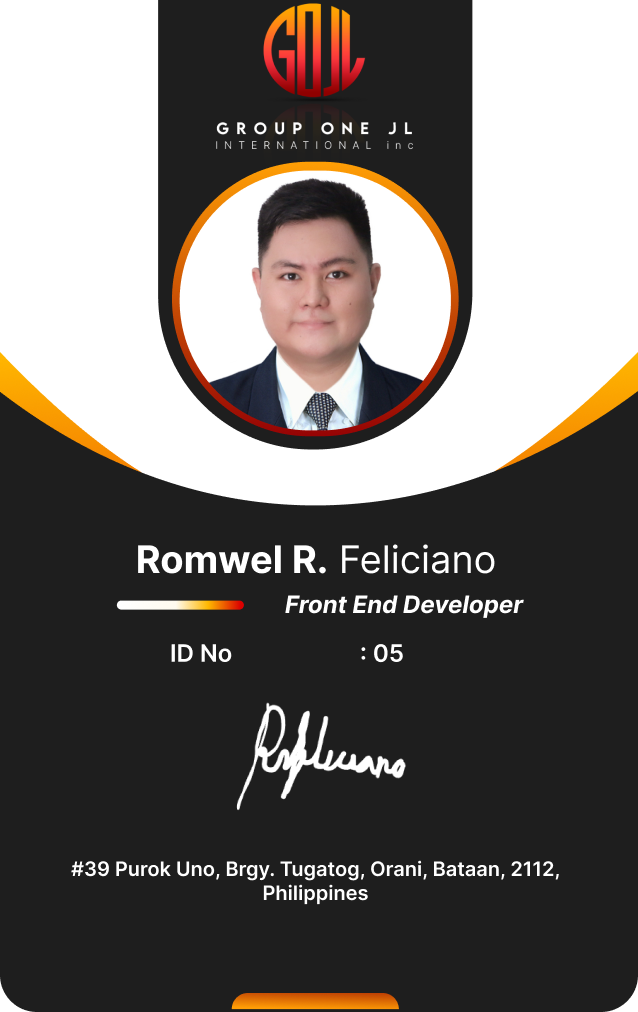 GOJL
GROUP ONE JL
INTERNATIONAL inc
Romwel R. Feliciano
Front End Developer
ID No : 05
RRFeliciano
#39 Purok Uno, Brgy. Tugatog, Orani, Bataan, 2112,
Philippines